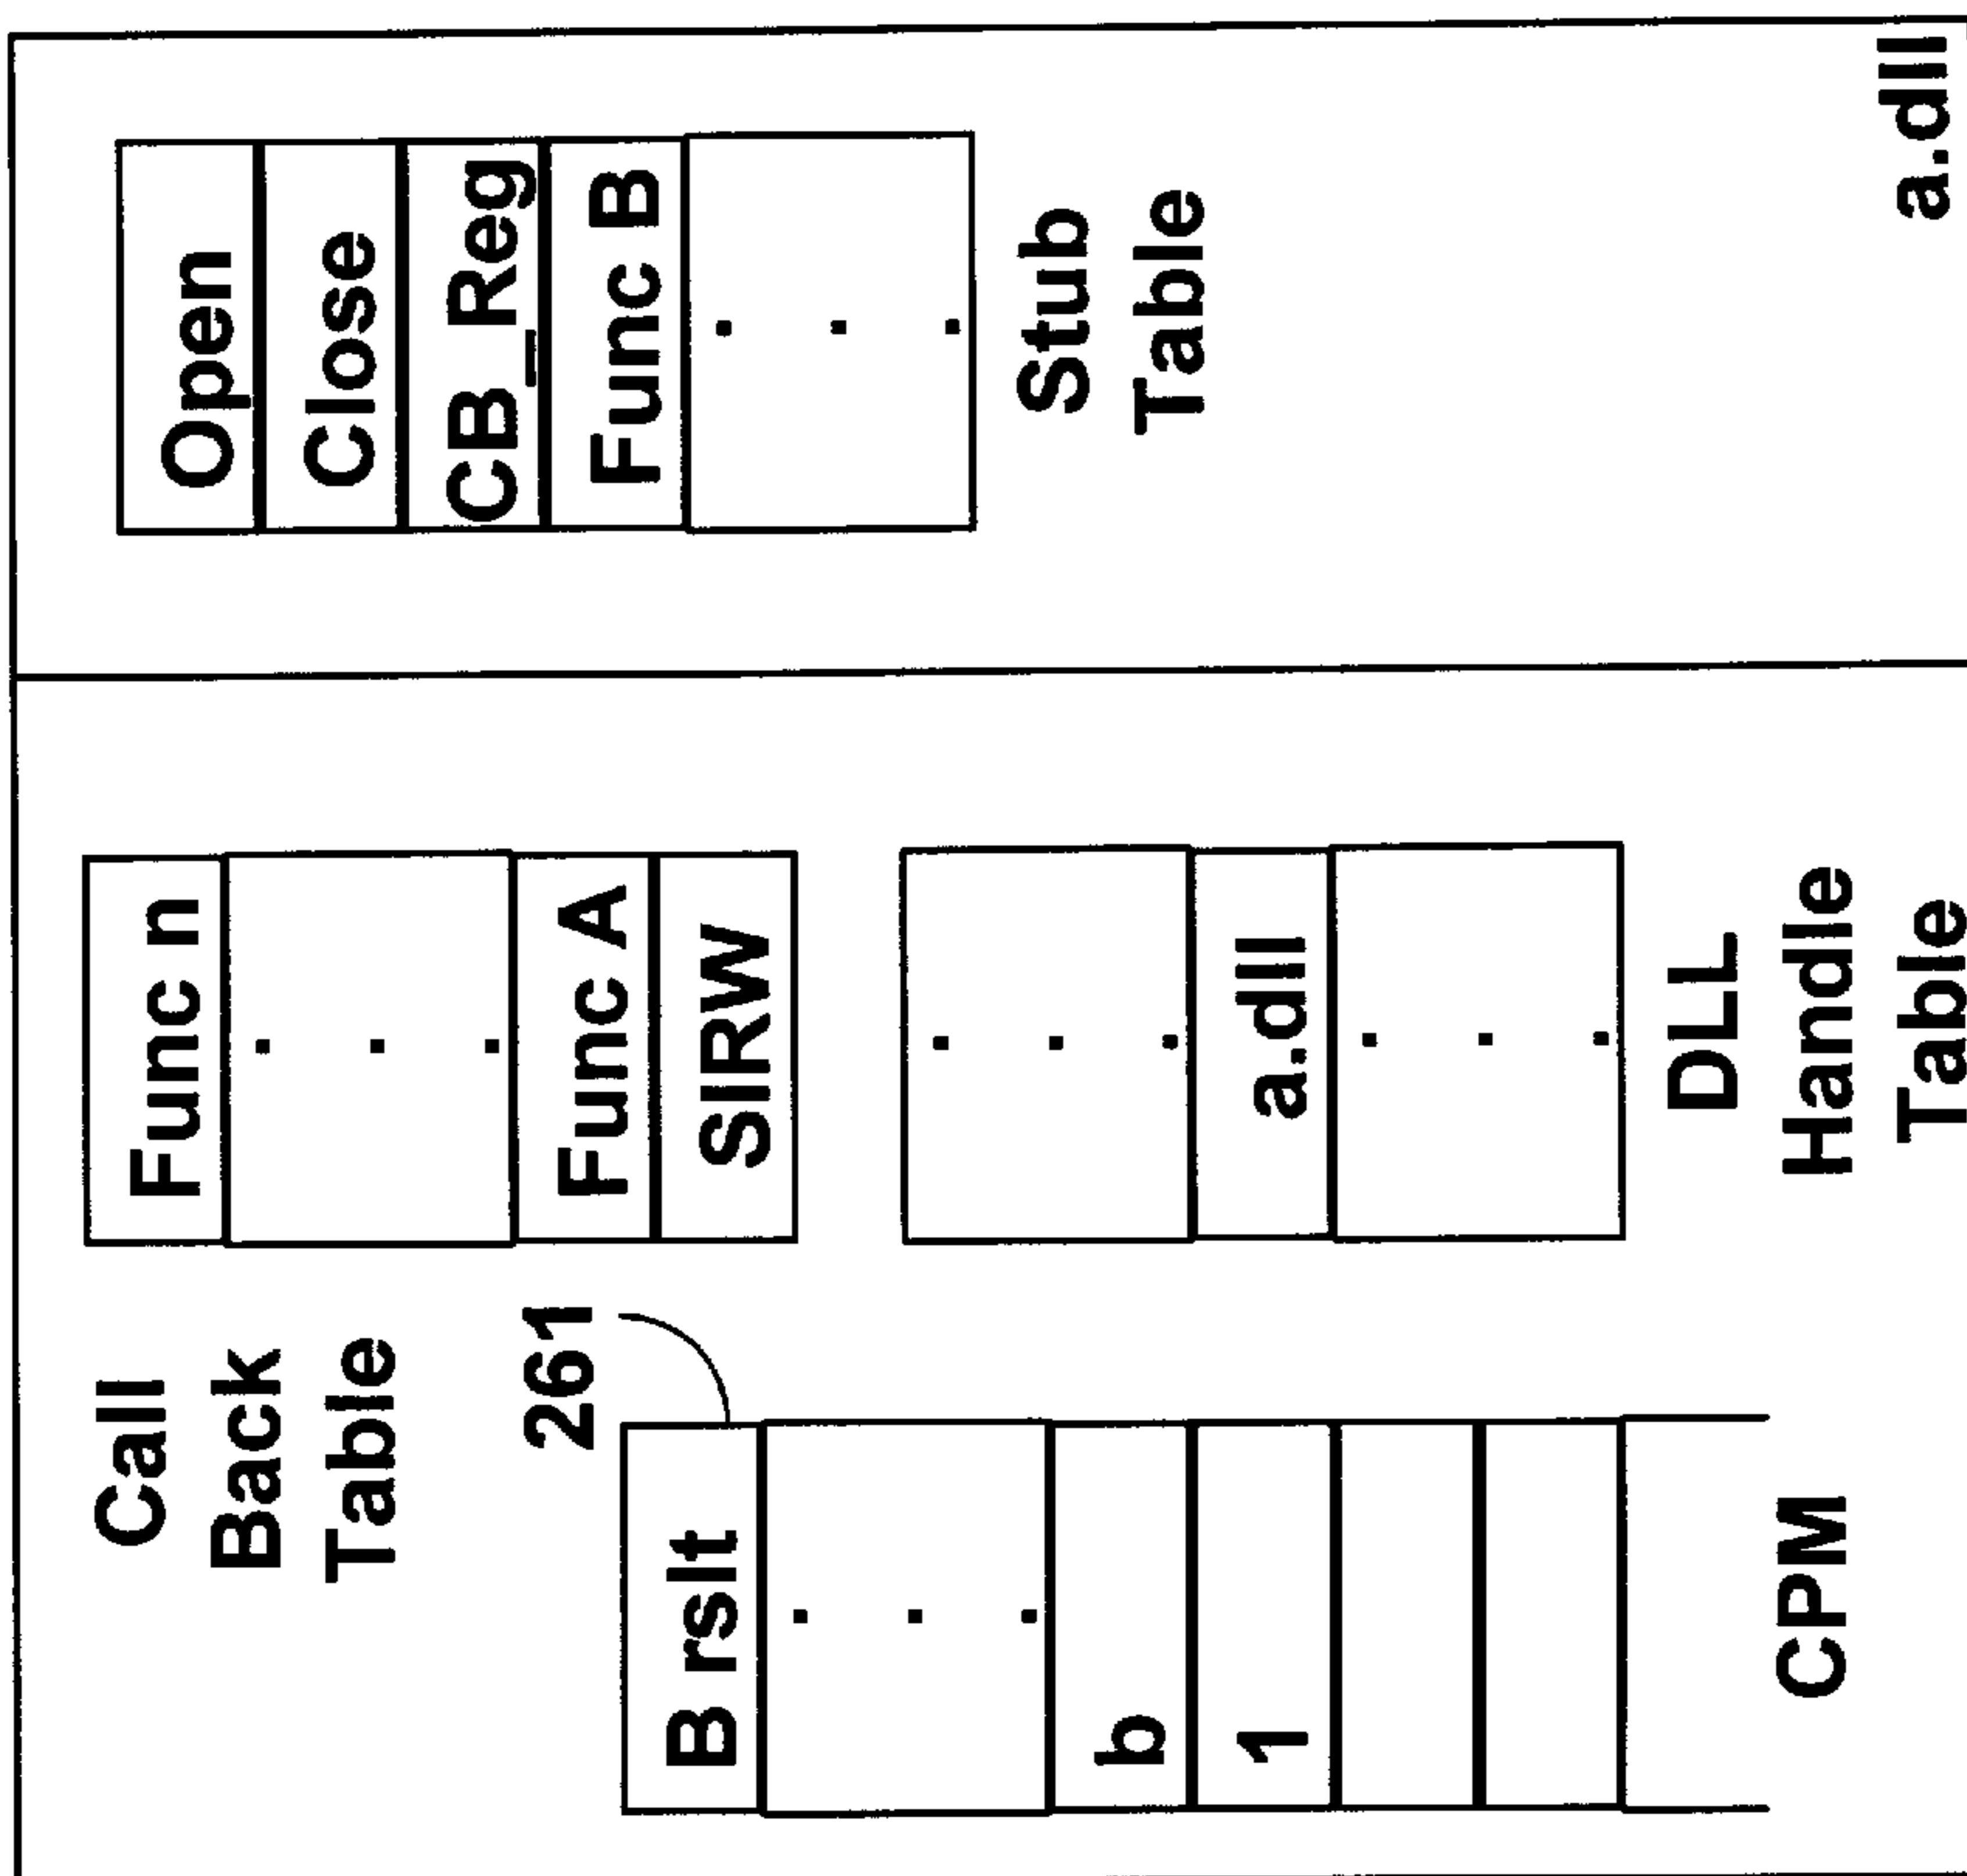 Call
Back
Table
261
B rslt
b
1
CPM
Func n
Func A
SIRW
a.dll
DLL
Handle
Table
Open
Close
CB_Reg
Func B
Stub
Table
a.dll